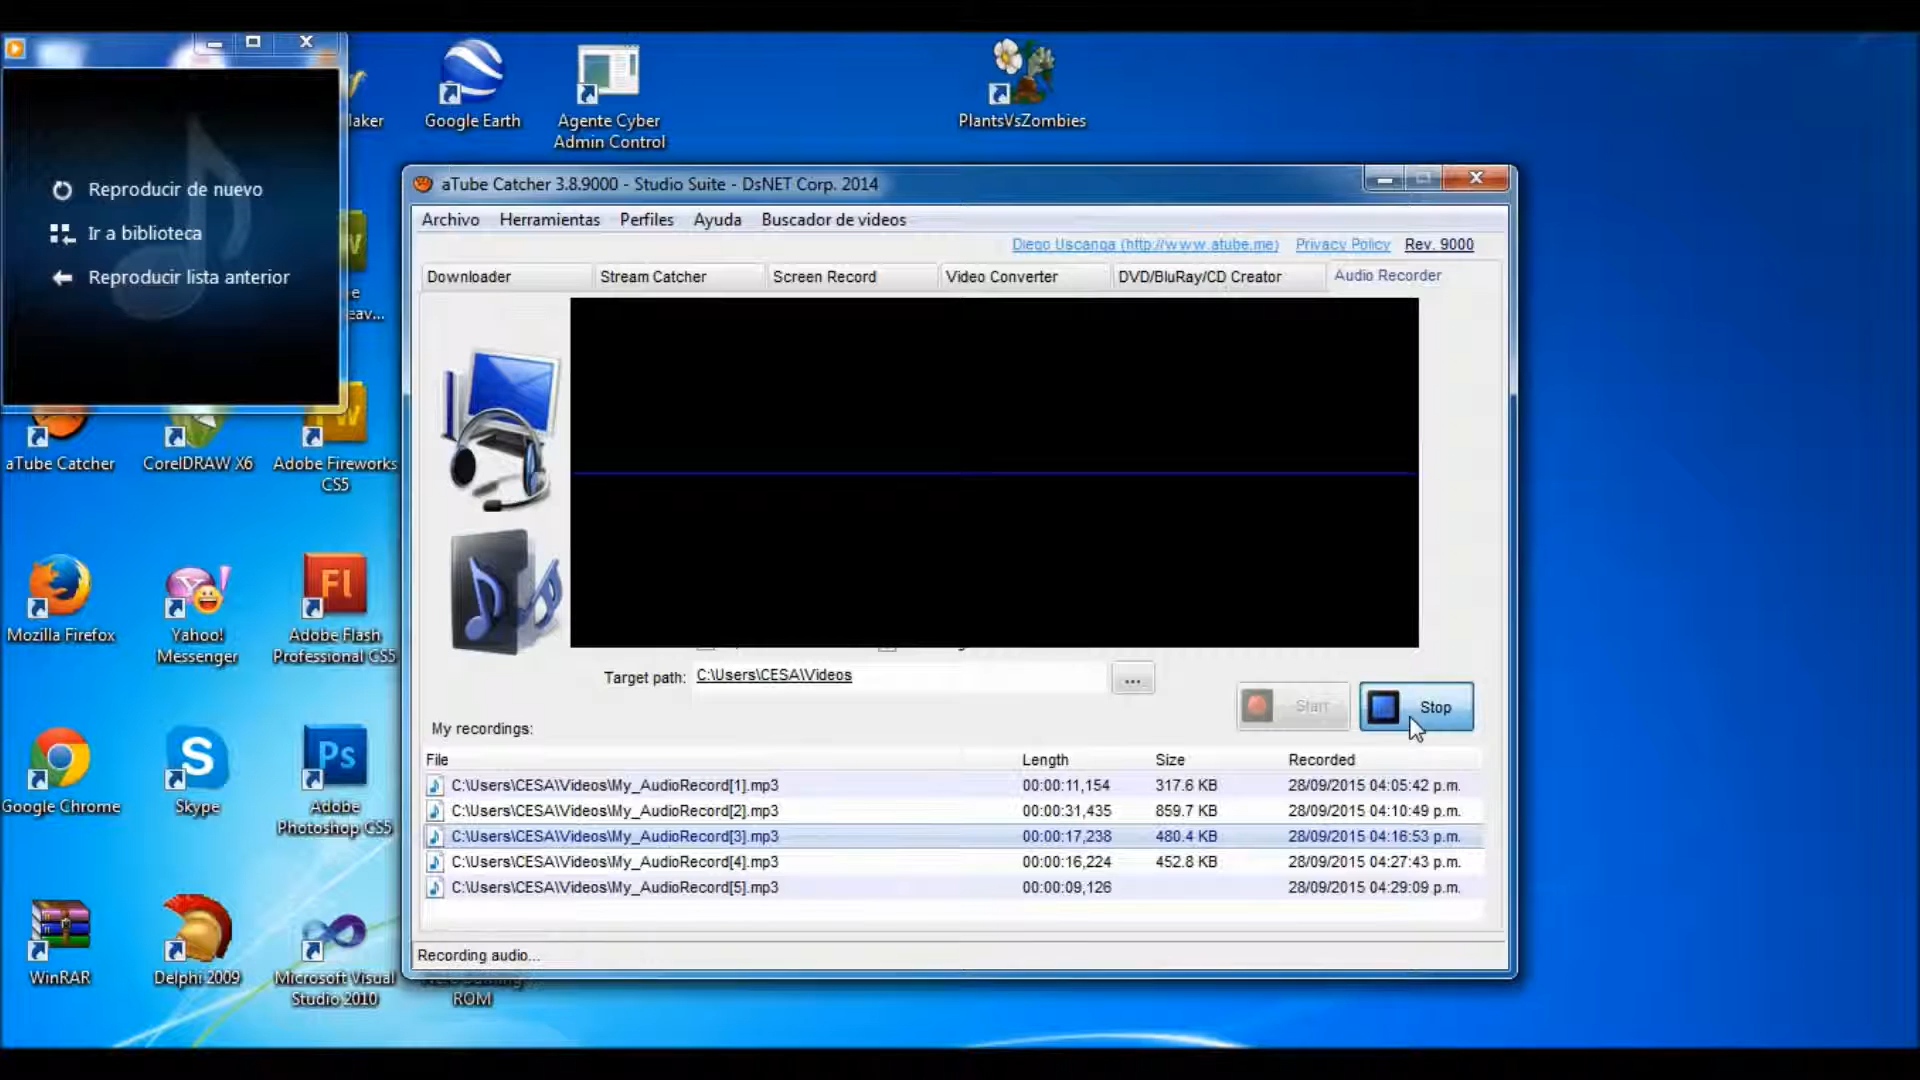 Reproducir de nuevo
Ir a biblioteca
Reproducir lista anterior
Google Earth
Agente Cyber
Admin Control
PlantsVsZombies
aTube Catcher 3.8.9000 - Studio Suite - DsNET Corp. 2014
Archivo Herramientas Perfiles Ayuda Buscador de videos
Diego Uscanga (http://www.atube.me) Privacy Policy Rev. 9000
Downloader Stream Catcher Screen Record Video Converter DVD/BluRay/CD Creator Audio Recorder
Target path: C:\Users\CESA\Videos ...
Start Stop
My recordings:
File Length Size Recorded
C:\Users\CESA\Videos\My_AudioRecord[1].mp3 00:00:11,154 317.6 KB 28/09/2015 04:05:42 p.m.
C:\Users\CESA\Videos\My_AudioRecord[2].mp3 00:00:31,435 859.7 KB 28/09/2015 04:10:49 p.m.
C:\Users\CESA\Videos\My_AudioRecord[3].mp3 00:00:17,238 480.4 KB 28/09/2015 04:16:53 p.m.
C:\Users\CESA\Videos\My_AudioRecord[4].mp3 00:00:16,224 452.8 KB 28/09/2015 04:27:43 p.m.
C:\Users\CESA\Videos\My_AudioRecord[5].mp3 00:00:09,126 28/09/2015 04:29:09 p.m.
Recording audio...
aTube Catcher
CorelDRAW X6
Adobe Fireworks
CS5
Mozilla Firefox
Yahoo!
Messenger
Adobe Flash
Professional CS5
Google Chrome
Skype
Adobe
Photoshop CS5
WinRAR
Delphi 2009
Microsoft Visual
Studio 2010
ROM